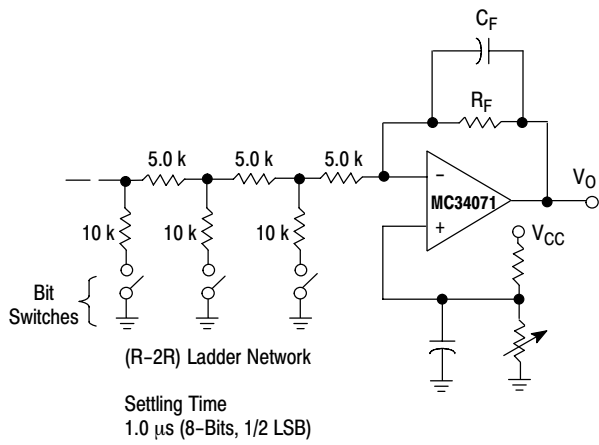 C_F
R_F
5.0 k
5.0 k
5.0 k
−
MC34071
+
V_O
V_CC
10 k
10 k
10 k
Bit
Switches
(R-2R) Ladder Network
Settling Time
1.0 μs (8-Bits, 1/2 LSB)